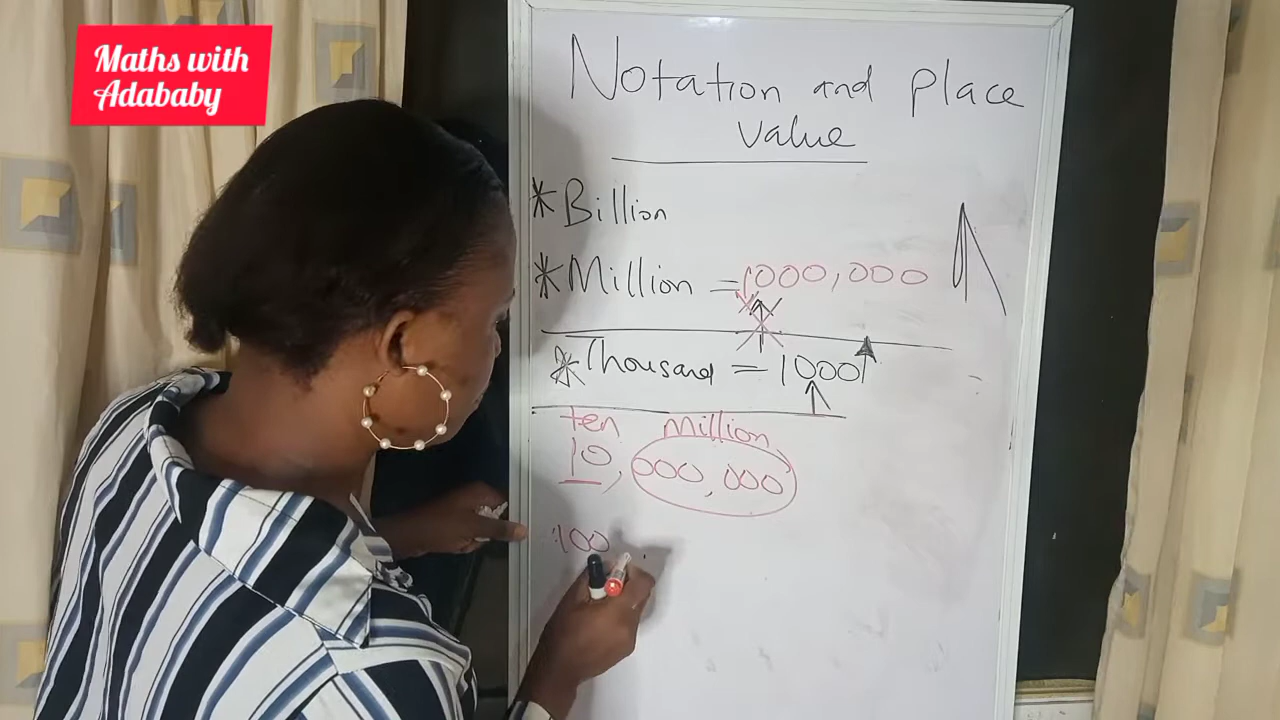 Maths with
Adababy
Notation and place
value
*Billion
*Million = 1000,000
*Thousand = 1000
ten million
10,000,000
100